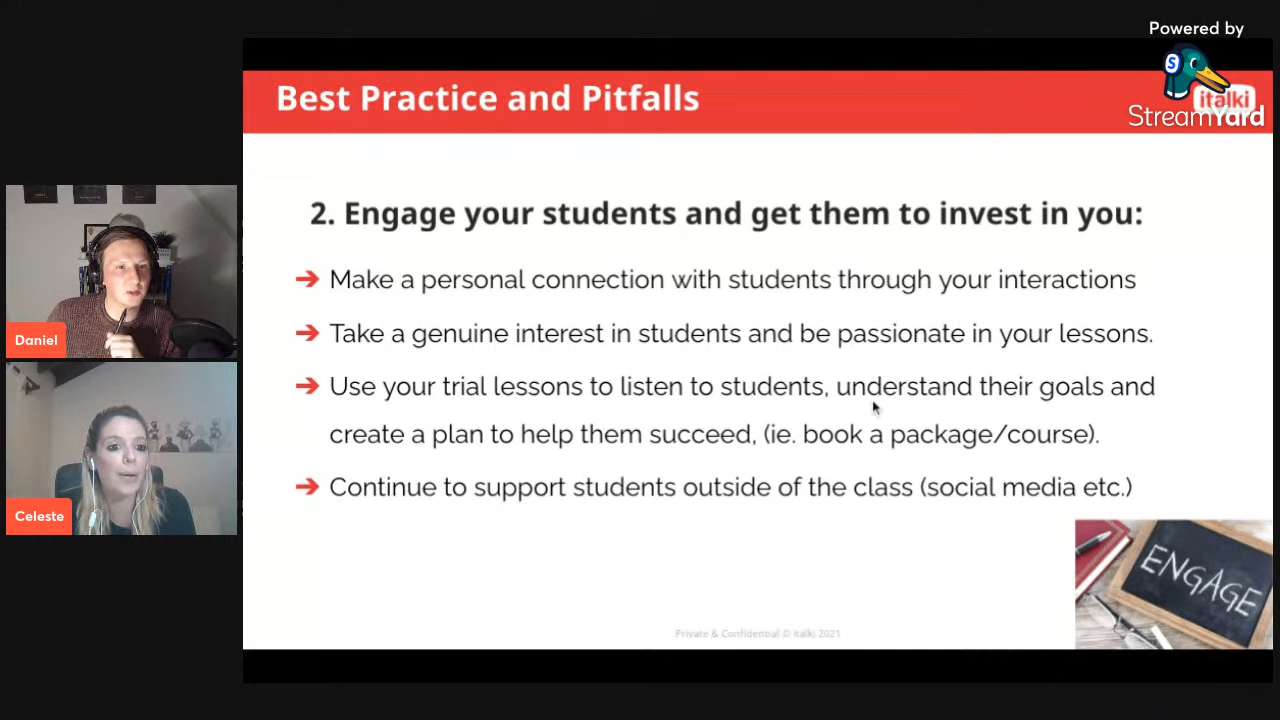 Powered by
StreamYard
italki
Best Practice and Pitfalls
2. Engage your students and get them to invest in you:
➔ Make a personal connection with students through your interactions
➔ Take a genuine interest in students and be passionate in your lessons.
➔ Use your trial lessons to listen to students, understand their goals and
create a plan to help them succeed, (ie. book a package/course).
➔ Continue to support students outside of the class (social media etc.)
Daniel
Celeste
ENGAGE
Private & Confidential © italki 2021